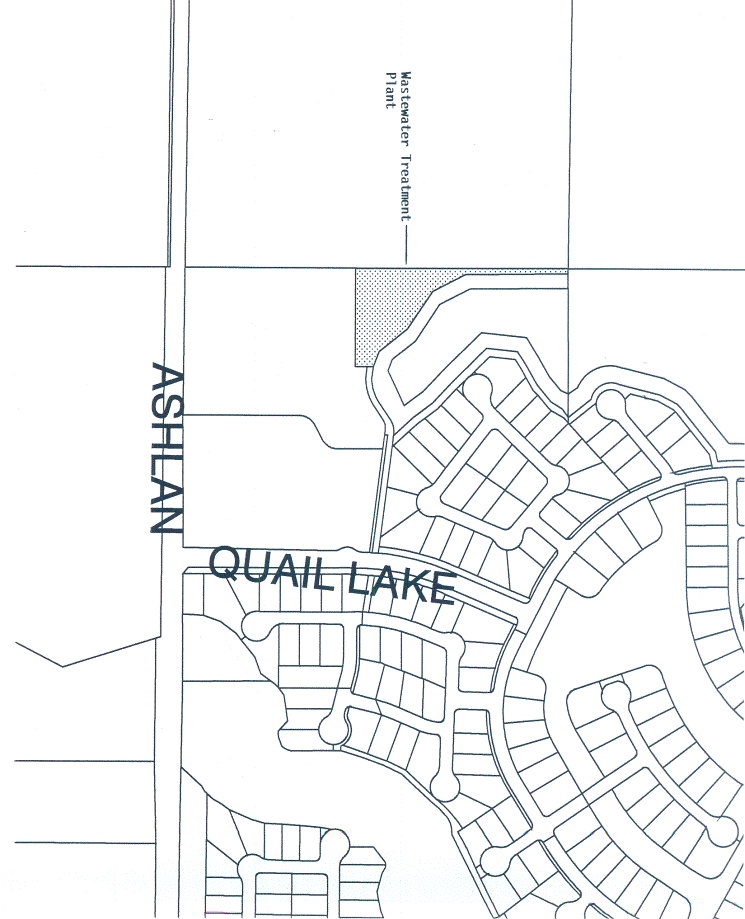 Wastewater Treatment
Plant
ASHLAN
QUAIL LAKE